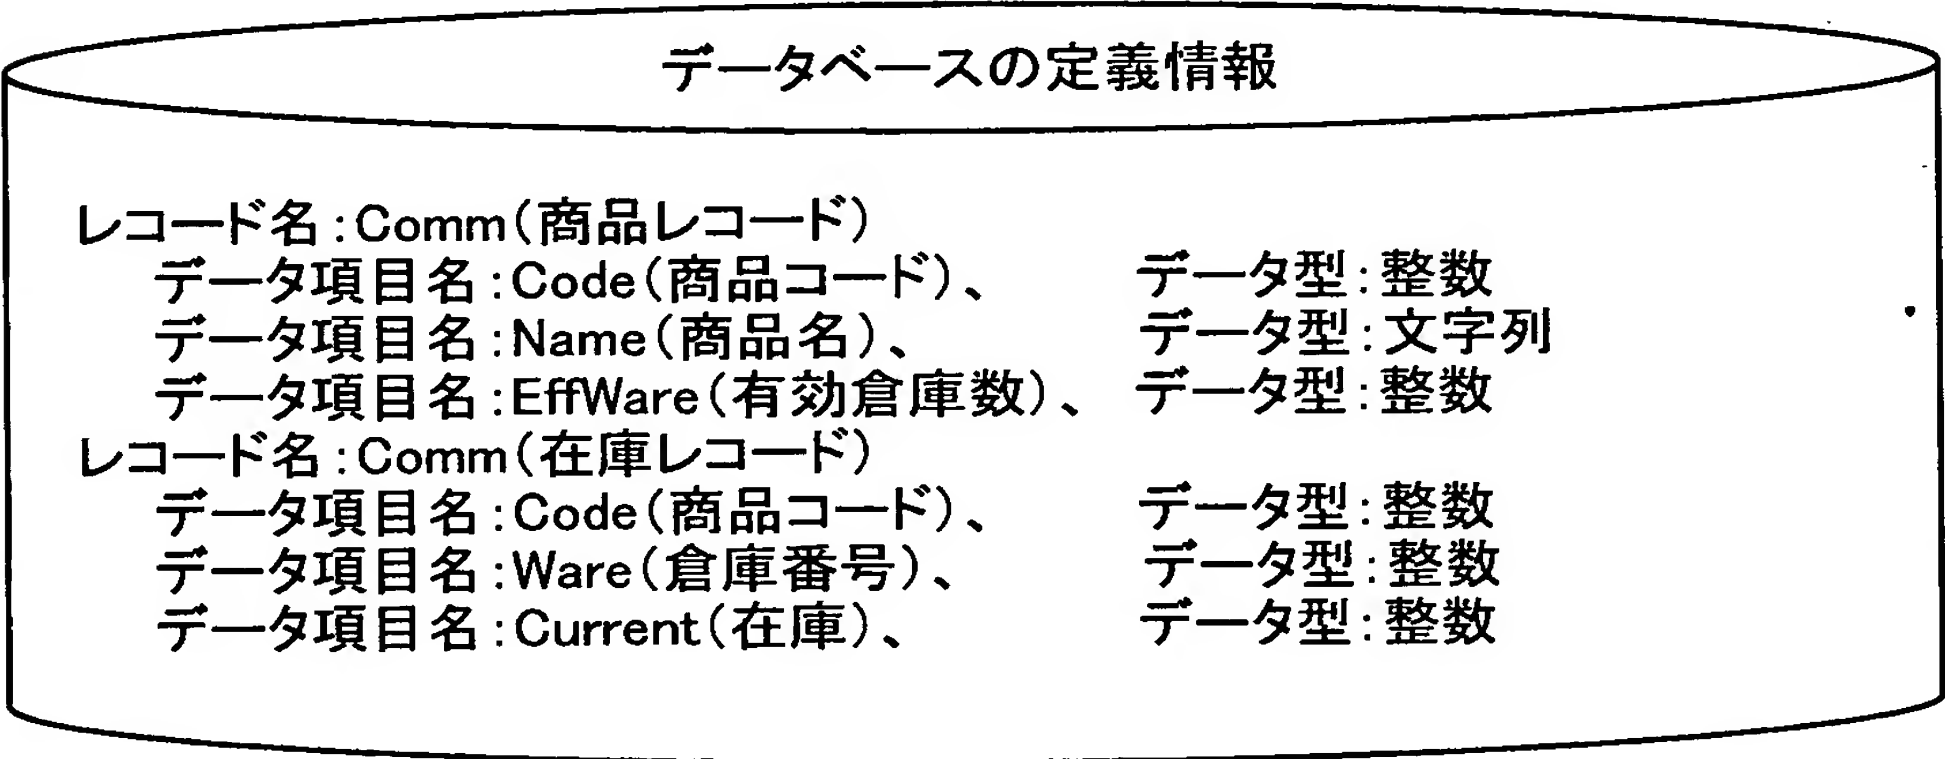 データベースの定義情報
レコード名:Comm(商品レコード)
データ項目名:Code(商品コード)、 データ型:整数
データ項目名:Name(商品名)、 データ型:文字列
データ項目名:EffWare(有効倉庫数)、 データ型:整数
レコード名:Comm(在庫レコード)
データ項目名:Code(商品コード)、 データ型:整数
データ項目名:Ware(倉庫番号)、 データ型:整数
データ項目名:Current(在庫)、 データ型:整数